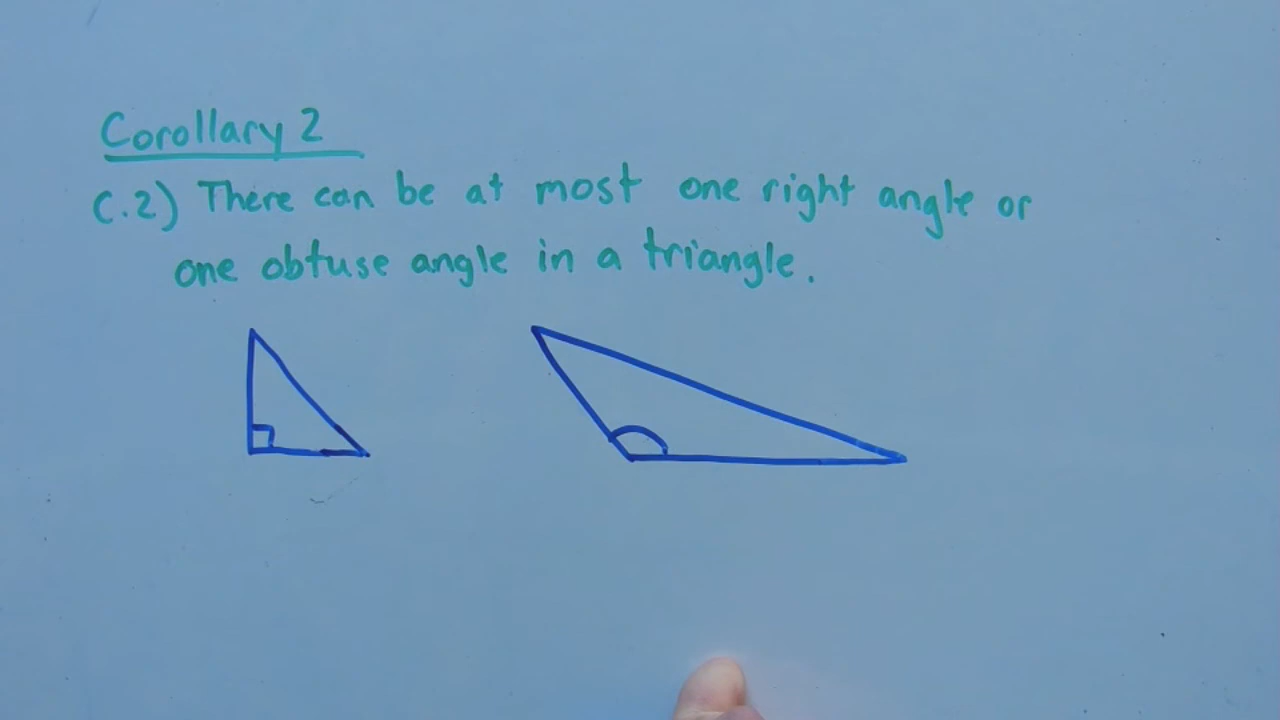 Corollary 2
C.2) There can be at most one right angle or
one obtuse angle in a triangle.